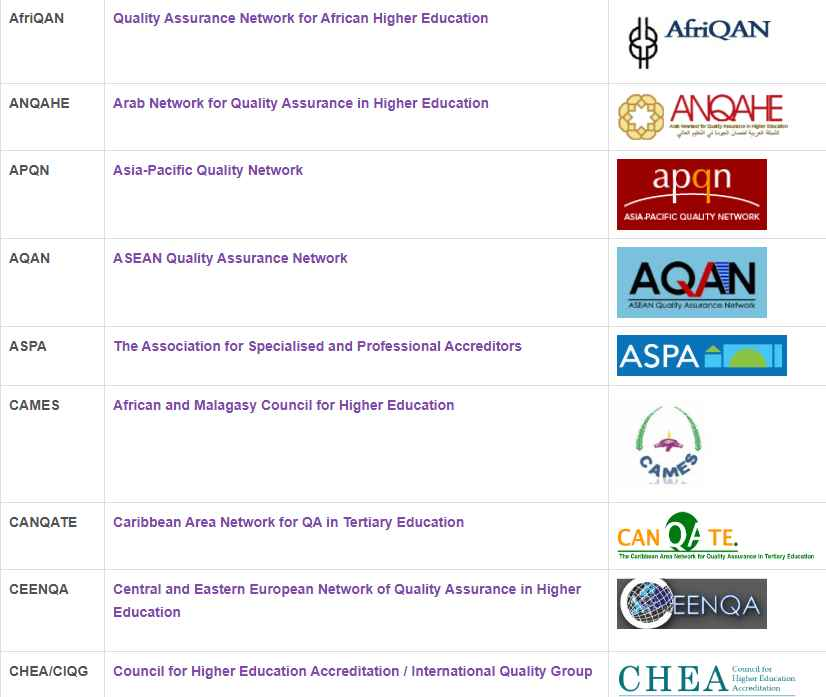 AfriQAN
Quality Assurance Network for African Higher Education
AfriQAN
ANQAHE
Arab Network for Quality Assurance in Higher Education
ANQAHE
Arab Network for Quality Assurance in Higher Education
الشبكة العربية لضمان الجودة في التعليم العالي
APQN
Asia-Pacific Quality Network
apqn
ASIA-PACIFIC QUALITY NETWORK
AQAN
ASEAN Quality Assurance Network
AQAN
ASEAN Quality Assurance Network
ASPA
The Association for Specialised and Professional Accreditors
ASPA
CAMES
African and Malagasy Council for Higher Education
CAMES
CANQATE
Caribbean Area Network for QA in Tertiary Education
CANQATE.
The Caribbean Area Network for Quality Assurance in Tertiary Education
CEENQA
Central and Eastern European Network of Quality Assurance in Higher
Education
CEENQA
CHEA/CIQG
Council for Higher Education Accreditation / International Quality Group
CHEA
Council for
Higher Education
Accreditation